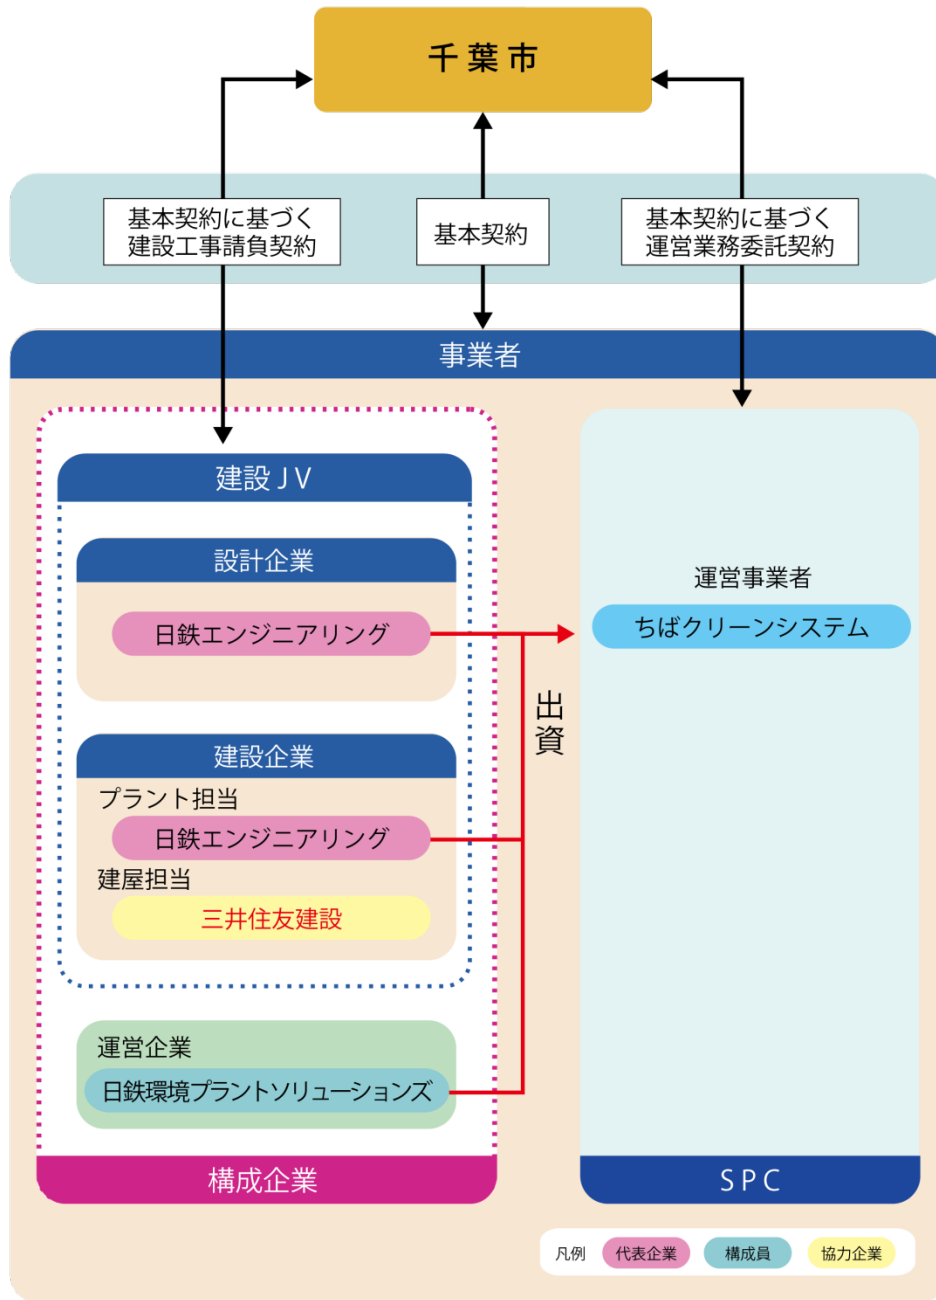 千葉市
基本契約に基づく
建設工事請負契約
基本契約
基本契約に基づく
運営業務委託契約
事業者
建設JV
設計企業
日鉄エンジニアリング
建設企業
プラント担当
日鉄エンジニアリング
建屋担当
三井住友建設
運営企業
日鉄環境プラントソリューションズ
構成企業
出資
運営事業者
ちばクリーンシステム
SPC
凡例 代表企業 構成員 協力企業